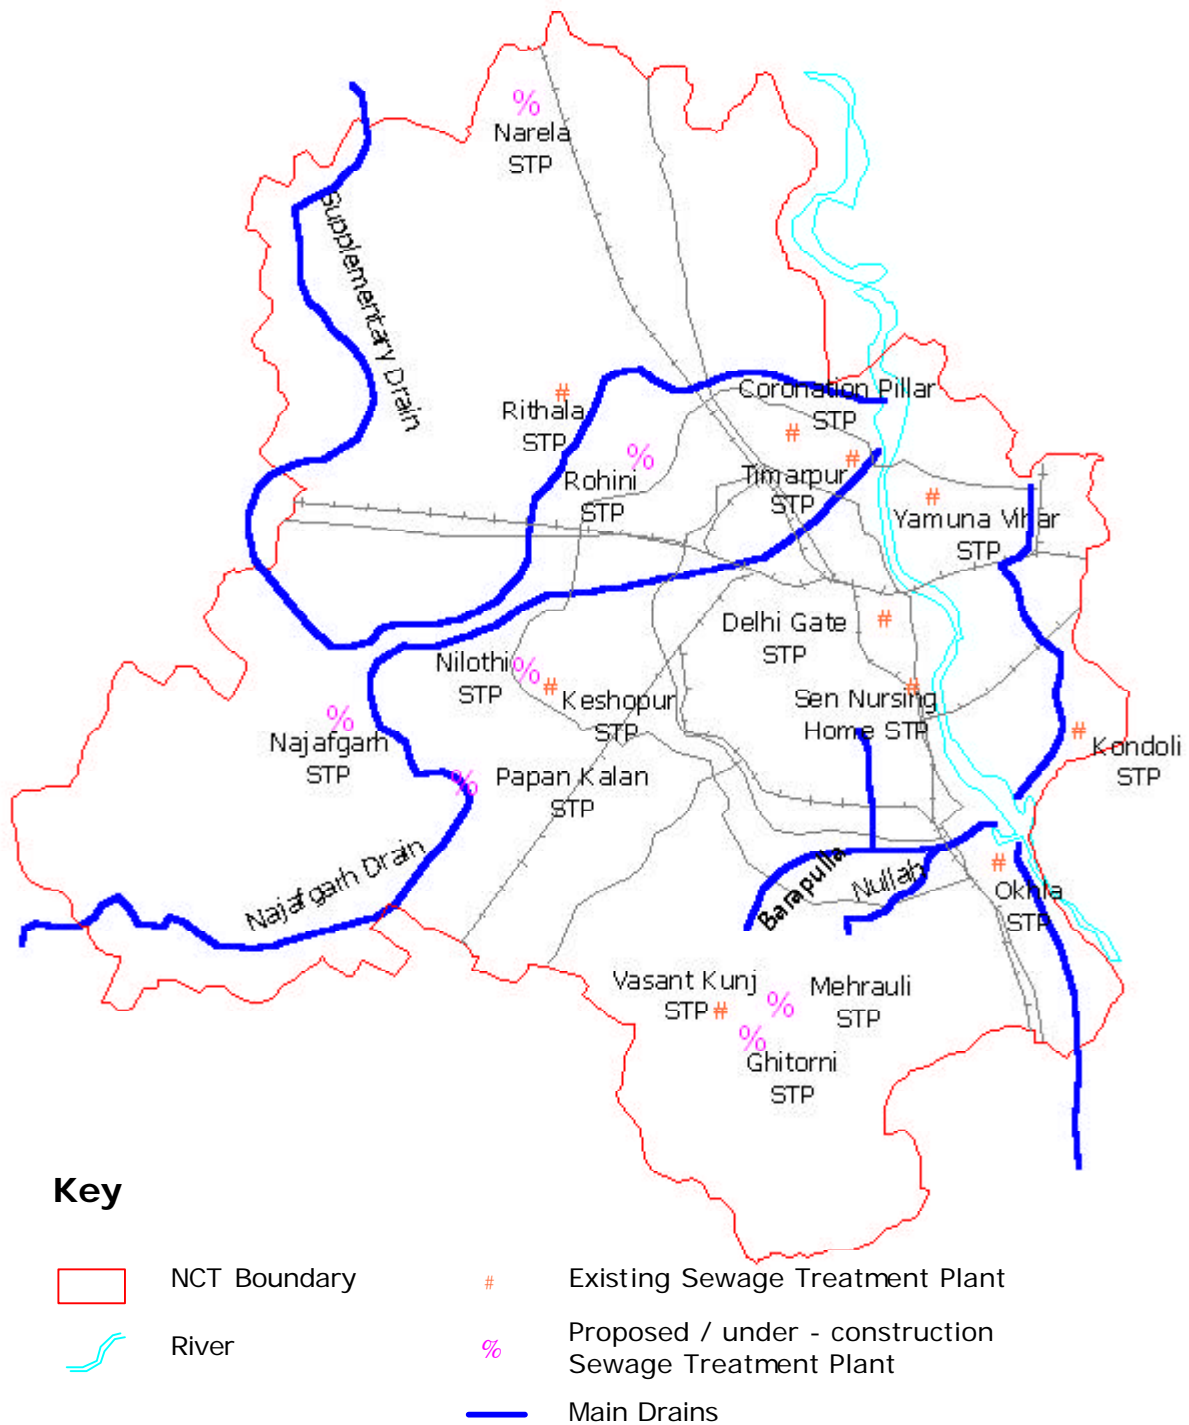 Narela
STP
Supplementary Drain
Coronation Pillar
STP
Rithala
STP
Rohini
STP
Timarpur
STP
Yamuna Vihar
STP
Delhi Gate
STP
Nilothi
STP
Keshopur
STP
Sen Nursing
Home STP
Najafgarh
STP
Kondoli
STP
Papan Kalan
STP
Najafgarh Drain
Barapulla
Nullah
Okhla
STP
Vasant Kunj
STP
Mehrauli
STP
Ghitorni
STP
Key
NCT Boundary
# Existing Sewage Treatment Plant
River
% Proposed / under - construction
Sewage Treatment Plant
Main Drains